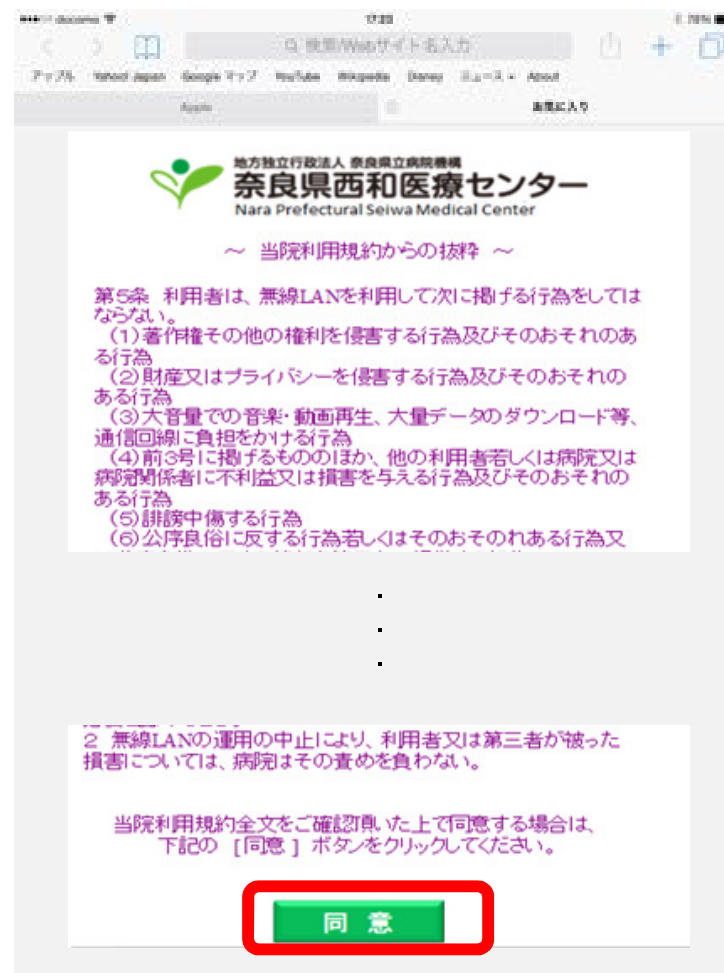 docomo 17:23
検索/Webサイト名入力
アップル Yahoo! Japan Google マップ YouTube Wikipedia Disney ニュース About
Apple お気に入り
地方独立行政法人 奈良県立病院機構
奈良県西和医療センター
Nara Prefectural Seiwa Medical Center
～ 当院利用規約からの抜粋 ～
第5条 利用者は、無線LANを利用して次に掲げる行為をしては
ならない。
(1)著作権その他の権利を侵害する行為及びそのおそれのあ
る行為
(2)財産又はプライバシーを侵害する行為及びそのおそれの
ある行為
(3)大音量での音楽・動画再生、大量データのダウンロード等、
通信回線に負担をかける行為
(4)前3号に掲げるもののほか、他の利用者若しくは病院又は
病院関係者に不利益又は損害を与える行為及びそのおそれの
ある行為
(5)誹謗中傷する行為
(6)公序良俗に反する行為若しくはそのおそのれある行為又
2 無線LANの運用の中止により、利用者又は第三者が被った
損害については、病院はその責めを負わない。
当院利用規約全文をご確認頂いた上で同意する場合は、
下記の [同意 ] ボタンをクリックしてください。
同 意